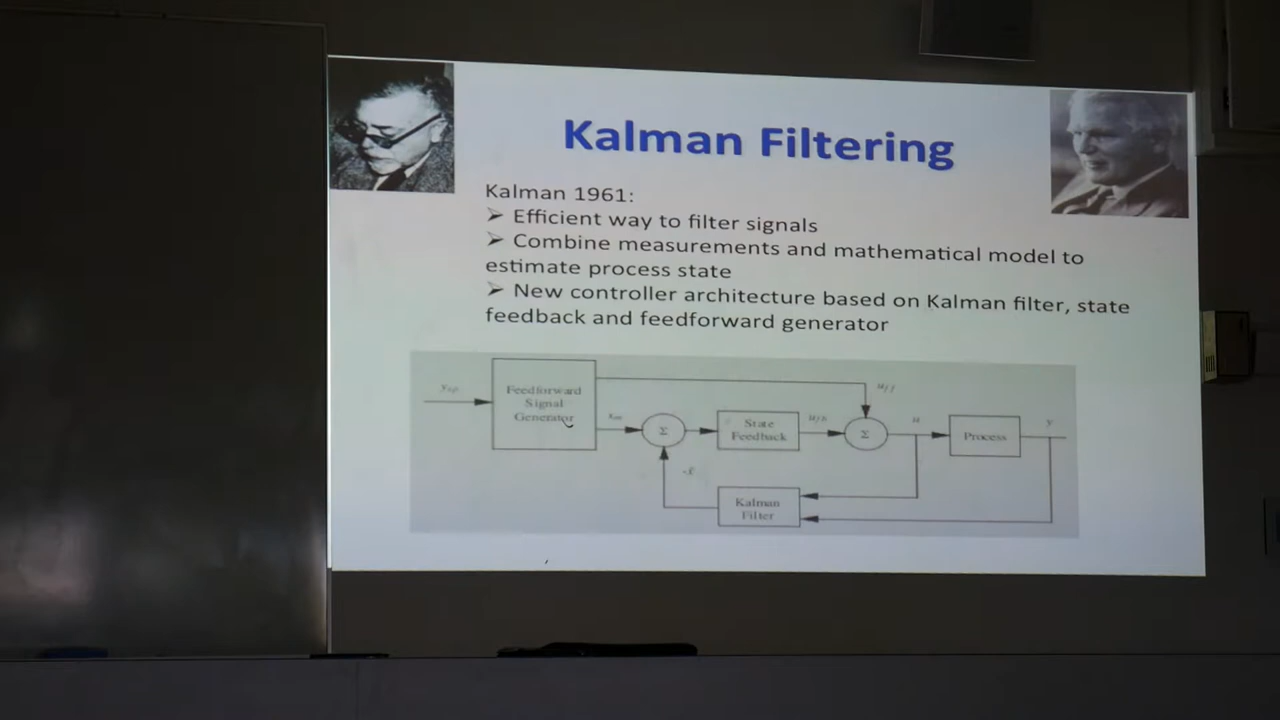 Kalman Filtering
Kalman 1961:
➢ Efficient way to filter signals
➢ Combine measurements and mathematical model to
estimate process state
➢ New controller architecture based on Kalman filter, state
feedback and feedforward generator
Feedforward
Signal
Generator
Σ
State
Feedback
Σ
u
Process
y
Kalman
Filter